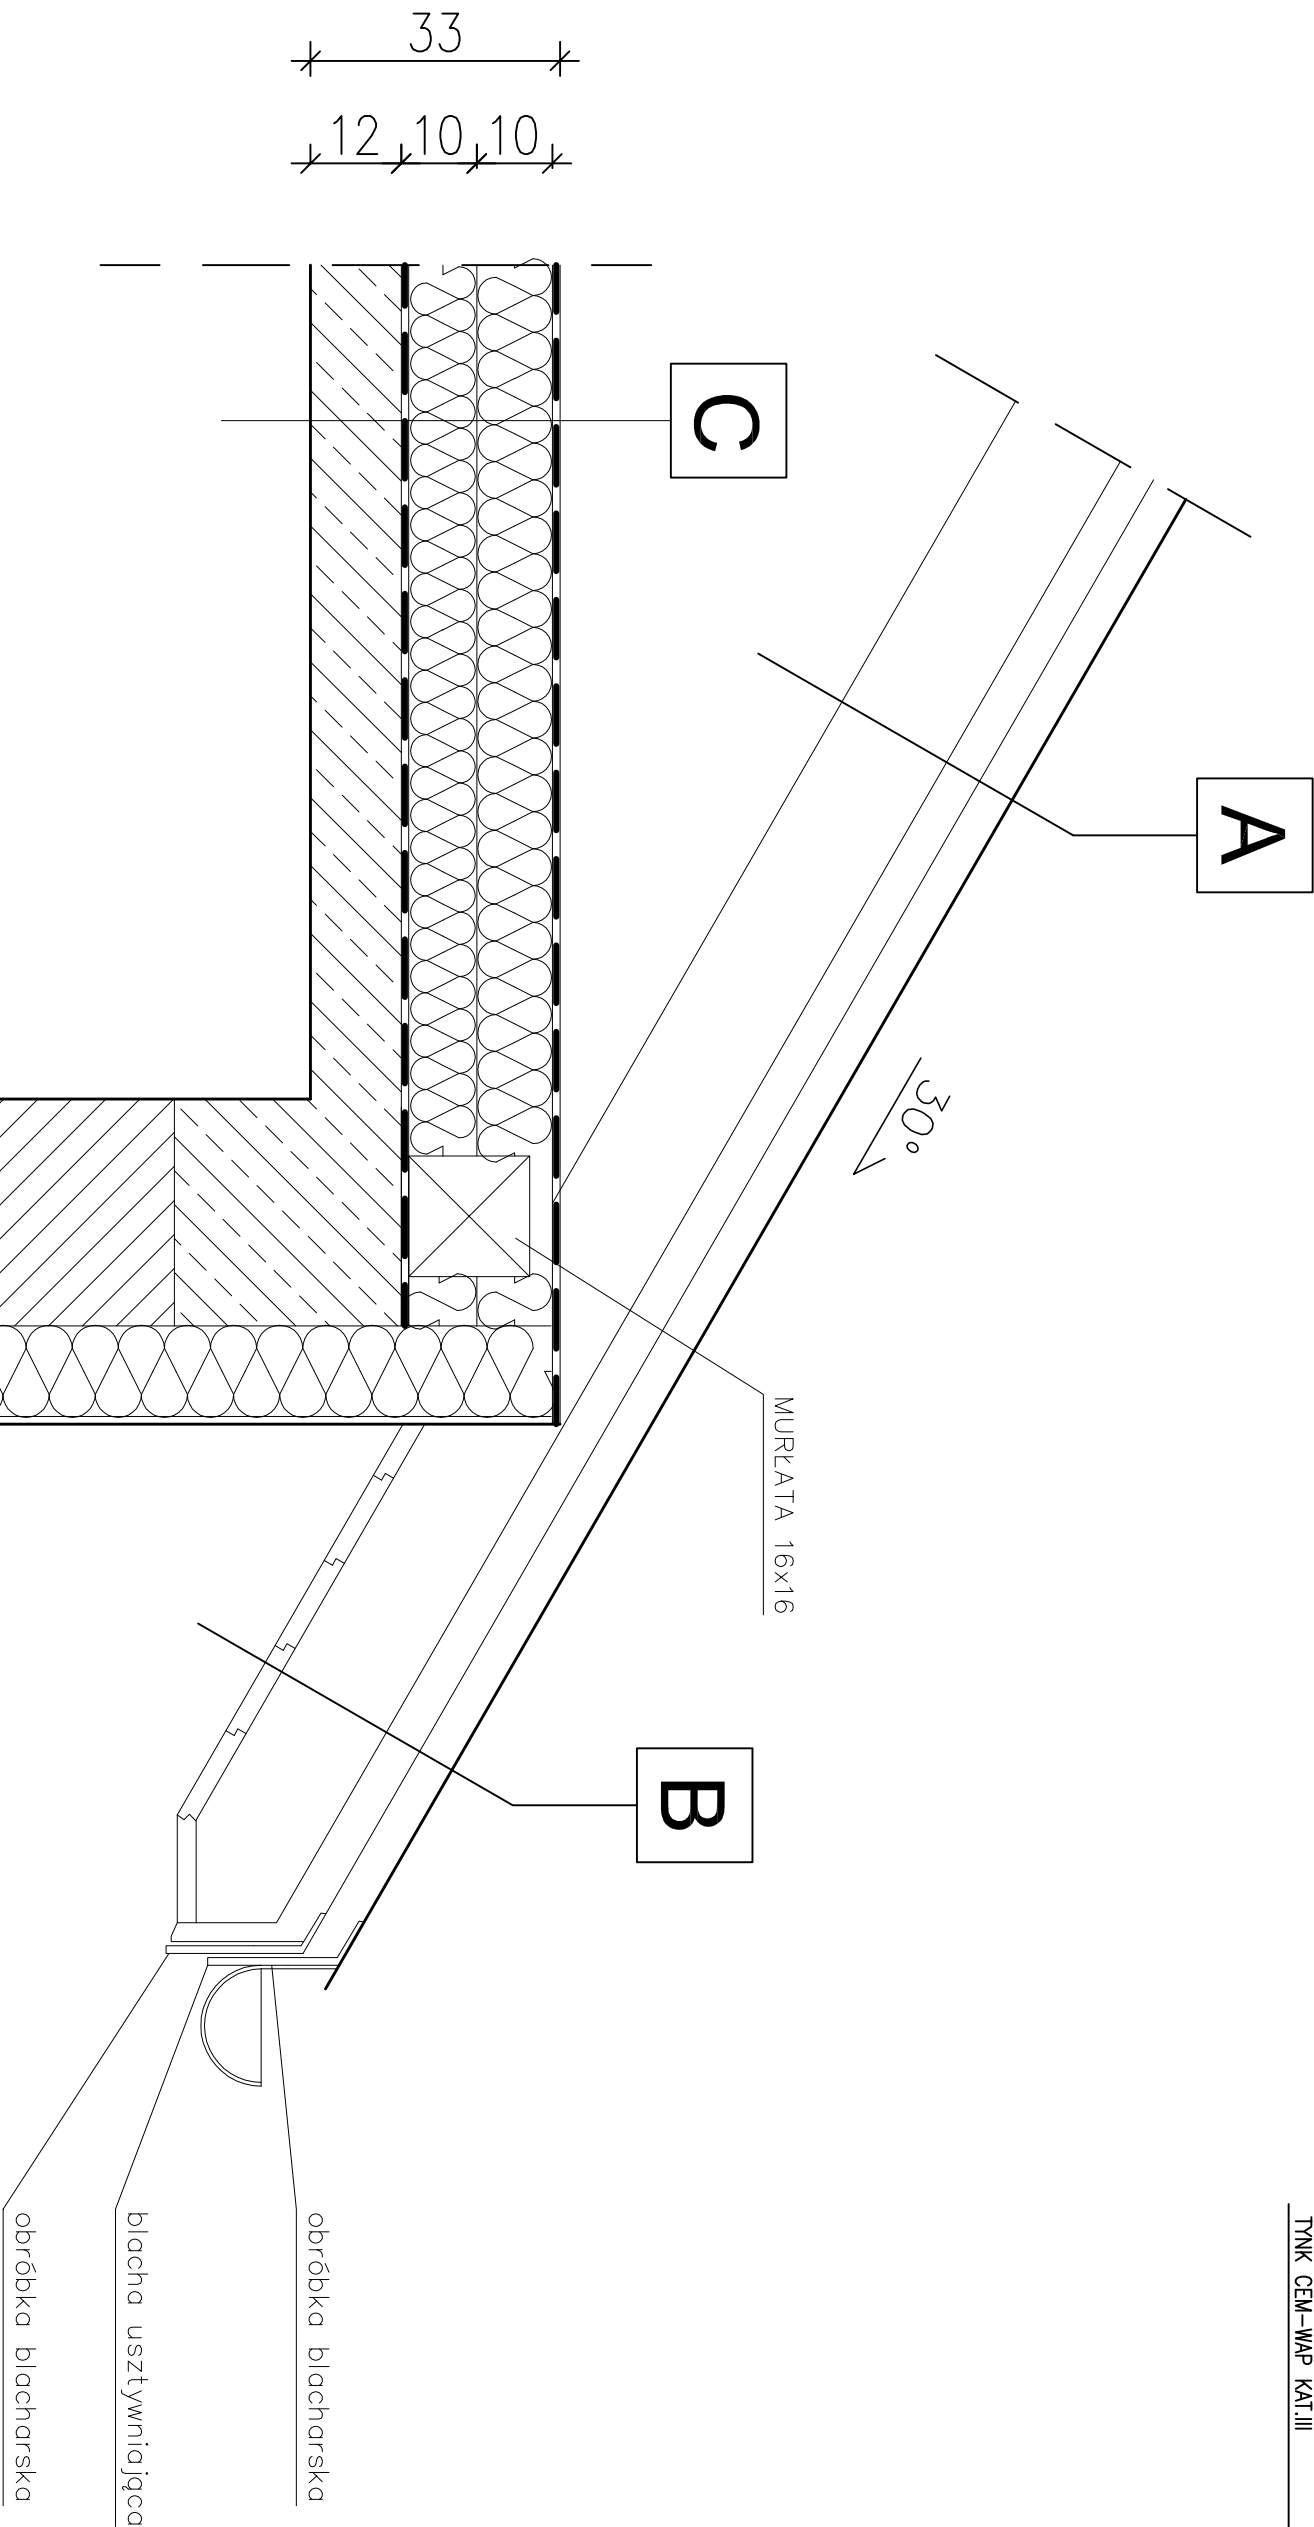 33
12 10 10
C
A
30°
MURŁATA 16x16
B
TYNK CEM-WAP KAT.III
obróbka blacharska
blacha usztywniająca
obróbka blacharska